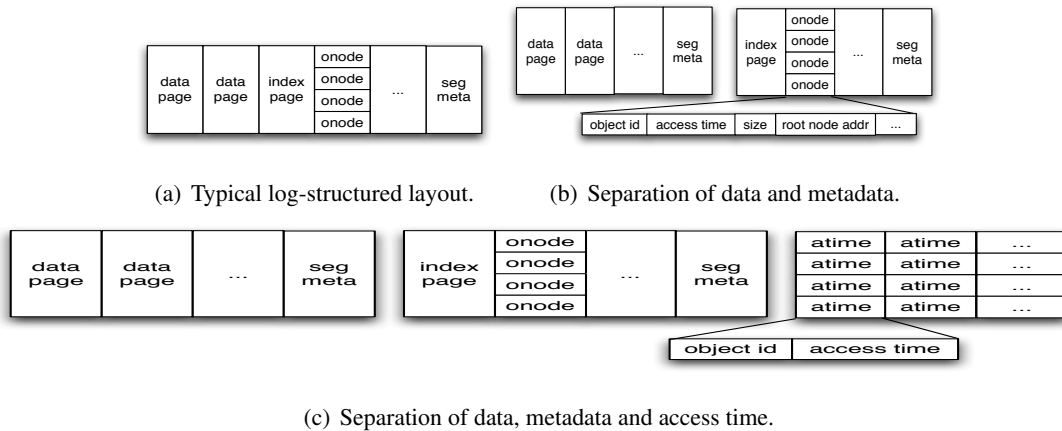 data page
data page
index page
onode
onode
onode
onode
...
seg meta
(a) Typical log-structured layout.
data page
data page
...
seg meta
index page
onode
onode
onode
onode
...
seg meta
object id access time size root node addr ...
(b) Separation of data and metadata.
data page
data page
...
seg meta
index page
onode
onode
onode
onode
...
seg meta
atime atime ...
atime atime ...
atime atime ...
atime atime ...
object id access time
(c) Separation of data, metadata and access time.